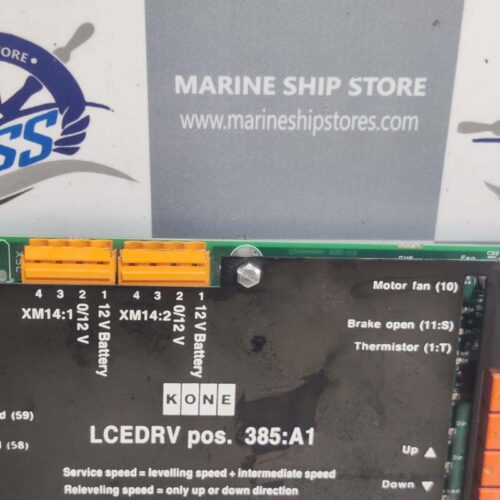 STORE
SS
MARINE SHIP STORE
www.marineshipstores.com
4 3 2 1
4 3 2 1
XM14:1
0/12 V
12 V Battery
XM14:2
0/12 V
12 V Battery
Motor fan (10)
Brake open (11:S)
Thermistor (1:T)
KONE
(59)
(58)
LCEDRV pos. 385:A1
Up ▲
Service speed = levelling speed + intermediate speed
Down ▼
Releveling speed = only up or down direction